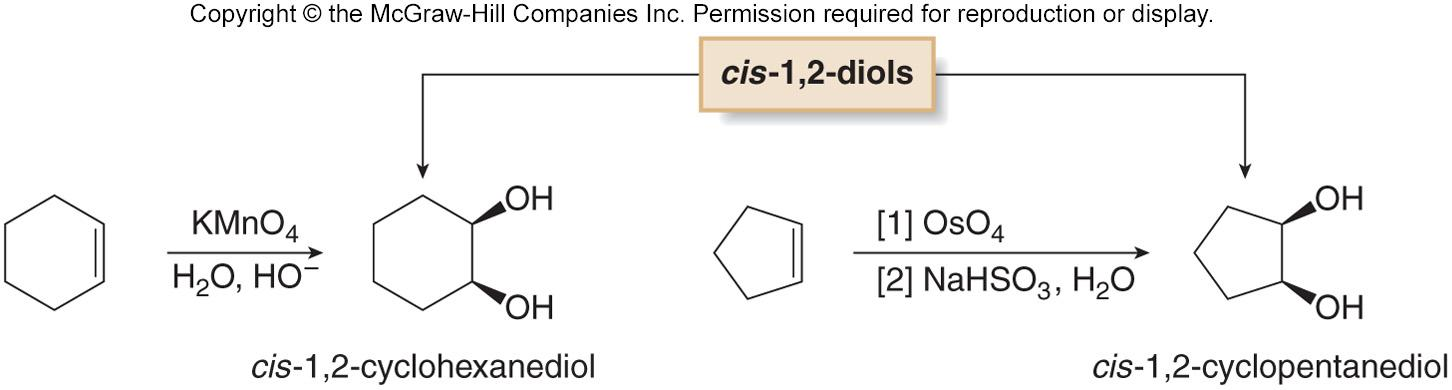 Copyright © the McGraw-Hill Companies Inc. Permission required for reproduction or display.
cis-1,2-diols
KMnO₄
H₂O, HO⁻
OH
OH
cis-1,2-cyclohexanediol
[1] OsO₄
[2] NaHSO₃, H₂O
OH
OH
cis-1,2-cyclopentanediol